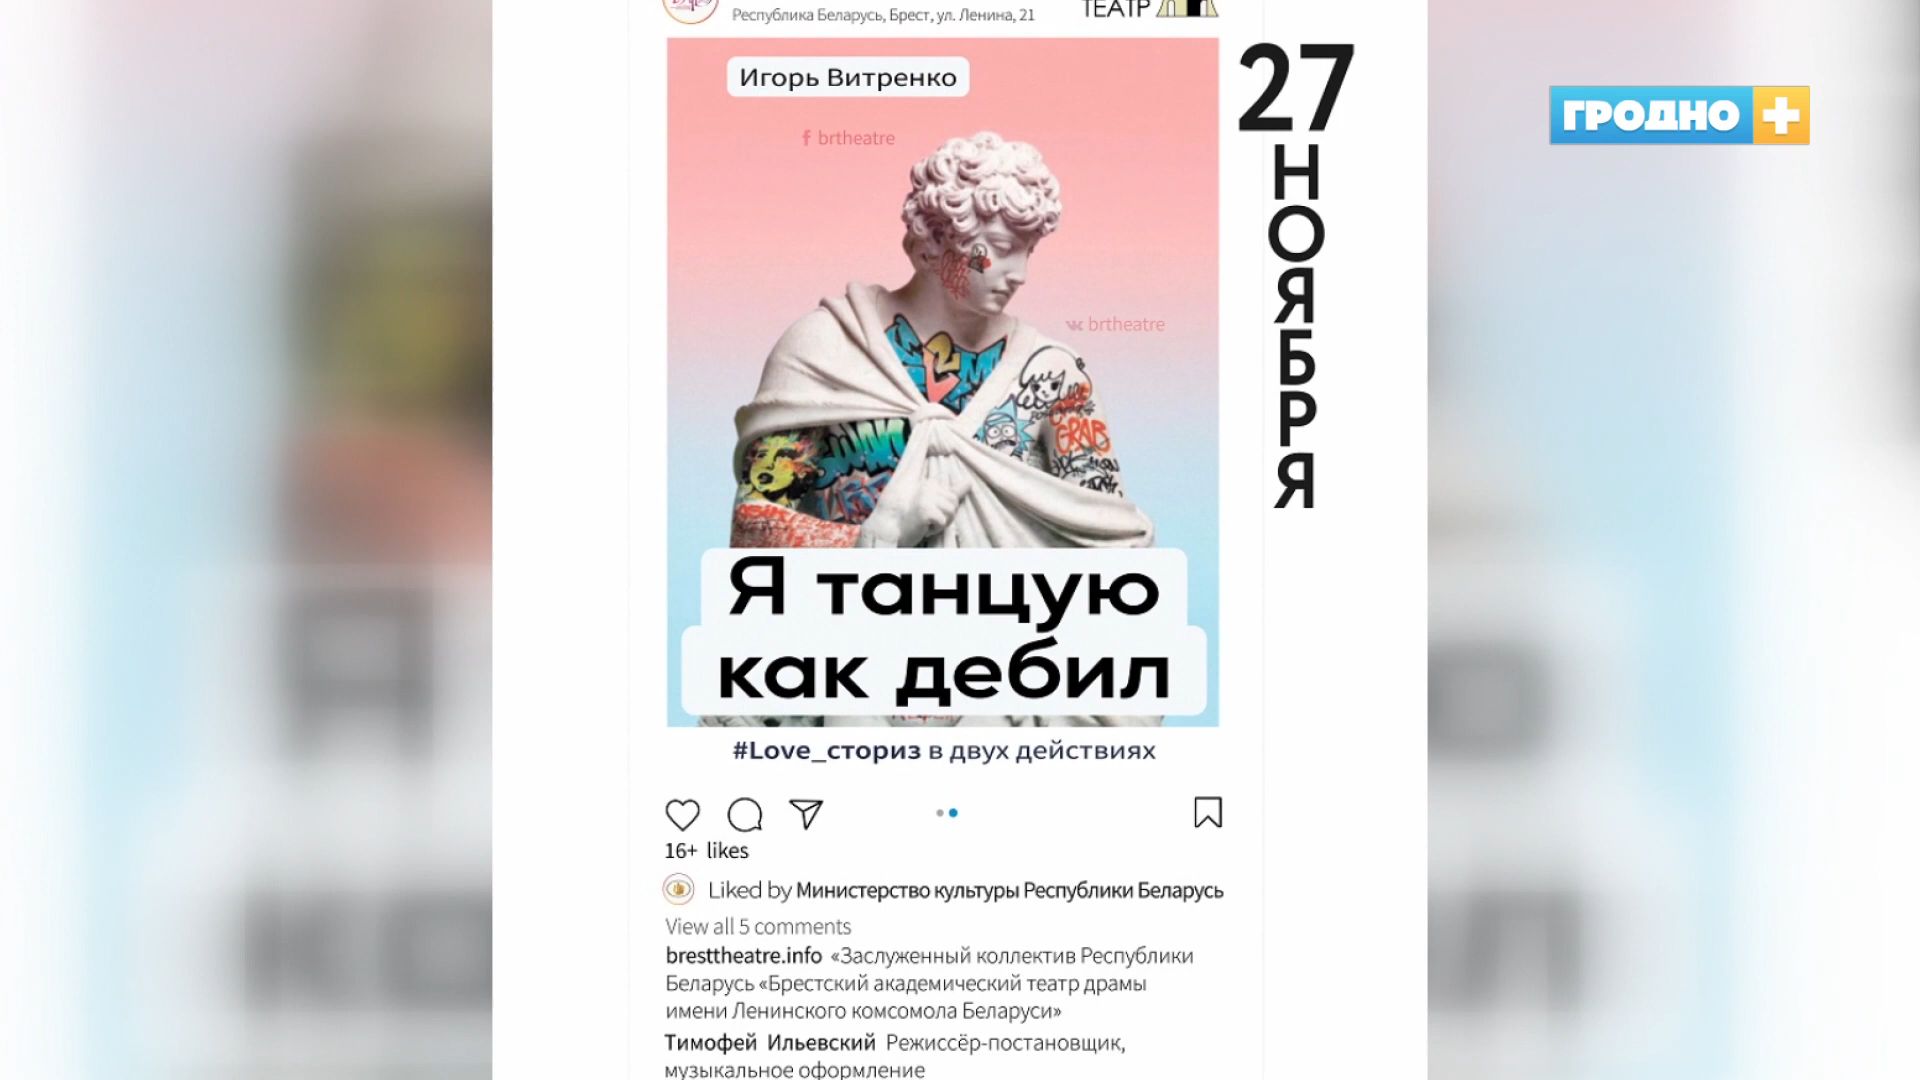 Республика Беларусь, Брест, ул. Ленина, 21
ТЕАТР
Игорь Витренко
brtheatre
brtheatre
GRAB
Я танцую
как дебил
#Love_сториз в двух действиях
16+ likes
Liked by Министерство культуры Республики Беларусь
View all 5 comments
bresttheatre.info «Заслуженный коллектив Республики
Беларусь «Брестский академический театр драмы
имени Ленинского комсомола Беларуси»
Тимофей Ильевский Режиссёр-постановщик,
музыкальное оформление
27
НОЯБРЯ
ГРОДНО +